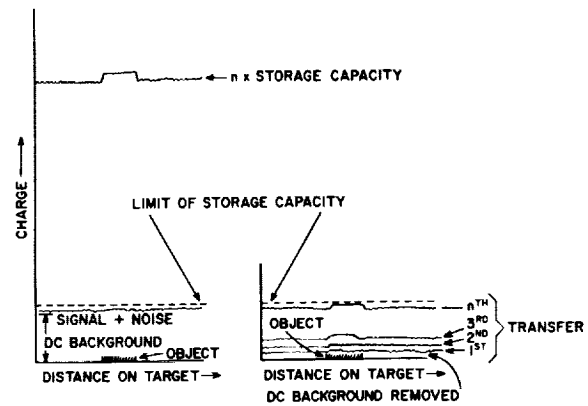 n x STORAGE CAPACITY
CHARGE
LIMIT OF STORAGE CAPACITY
SIGNAL + NOISE
DC BACKGROUND
OBJECT
DISTANCE ON TARGET
OBJECT
nTH
3RD
2ND
1ST
TRANSFER
DISTANCE ON TARGET
DC BACKGROUND REMOVED